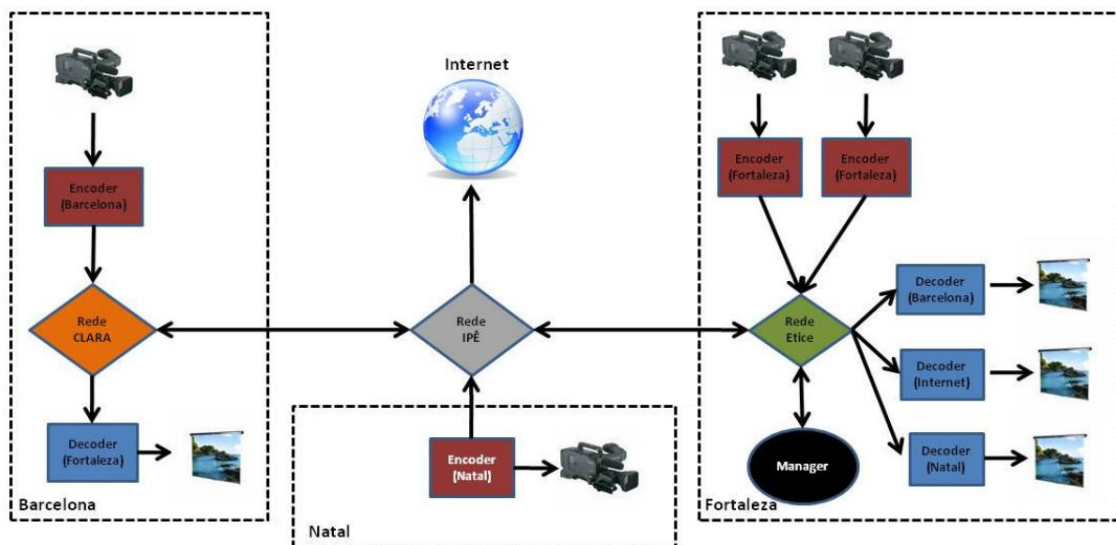 Internet
Encoder
(Barcelona)
Rede
CLARA
Decoder
(Fortaleza)
Barcelona
Rede
IPÊ
Encoder
(Natal)
Natal
Encoder
(Fortaleza)
Encoder
(Fortaleza)
Rede
Etice
Manager
Decoder
(Barcelona)
Decoder
(Internet)
Decoder
(Natal)
Fortaleza